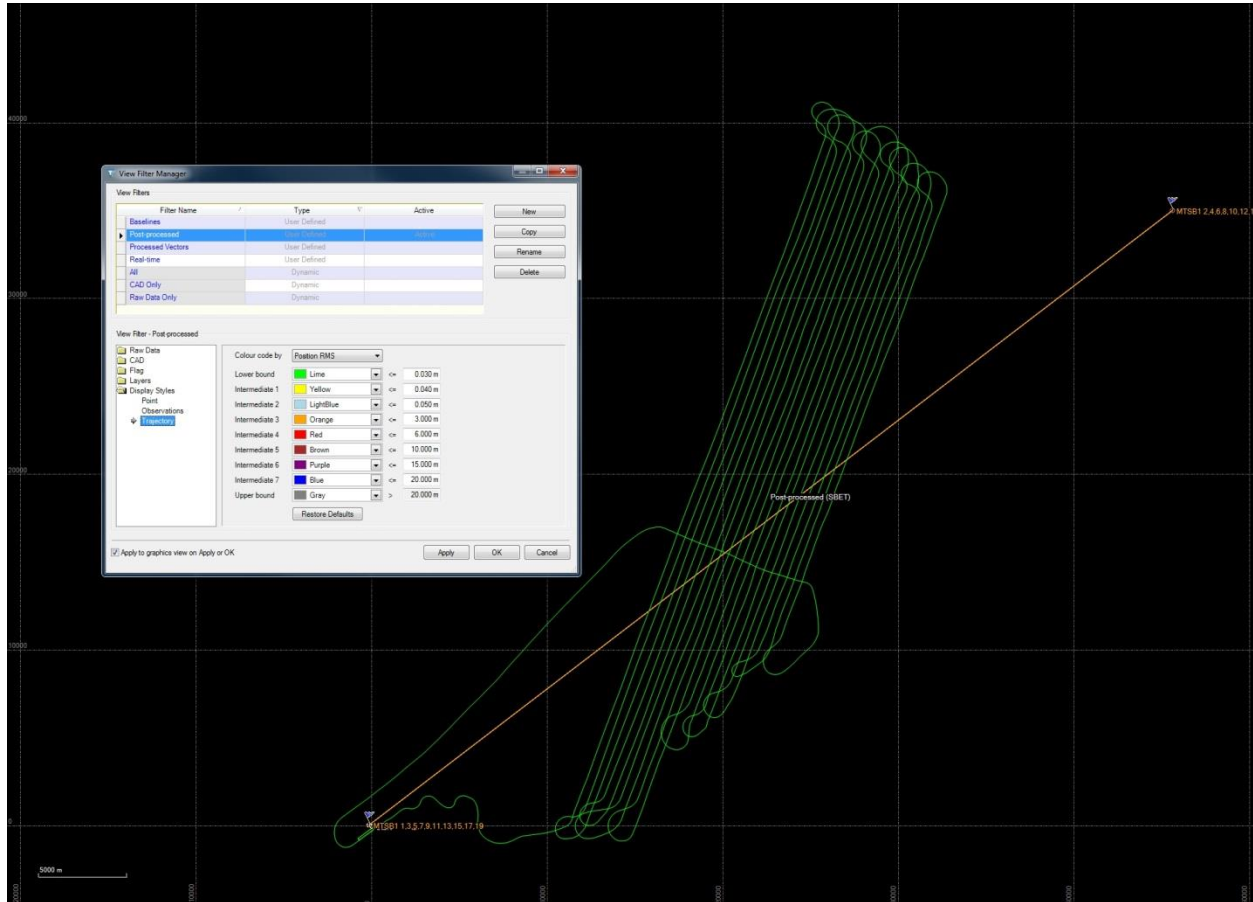 40000
View Filter Manager
View Filters
Filter Name Type Active
Baselines User Defined
Post-processed User Defined Active
Processed Vectors User Defined
Real-time User Defined
All Dynamic
CAD Only Dynamic
Raw Data Only Dynamic
New
Copy
Rename
Delete
MTSB1 2,4,6,8,10,12,1
30000
View Filter - Post-processed
Raw Data
CAD
Flag
Layers
Display Styles
Point
Observations
Trajectory
Colour code by Position RMS
Lower bound Lime <= 0.030 m
Intermediate 1 Yellow <= 0.040 m
Intermediate 2 LightBlue <= 0.050 m
Intermediate 3 Orange <= 3.000 m
Intermediate 4 Red <= 6.000 m
Intermediate 5 Brown <= 10.000 m
Intermediate 6 Purple <= 15.000 m
Intermediate 7 Blue <= 20.000 m
Upper bound Gray > 20.000 m
Restore Defaults
20000
Post-processed (SBET)
Apply to graphics view on Apply or OK
Apply OK Cancel
10000
0
MTSB1 1,3,5,7,9,11,13,15,17,19
5000 m